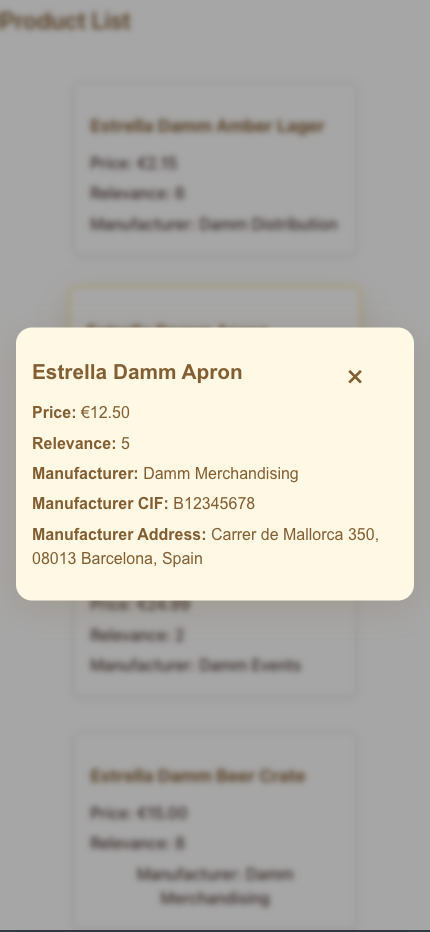 Product List
Estrella Damm Amber Lager
Price: €2.15
Relevance: 6
Manufacturer: Damm Distribution
Estrella Damm Apron
×
Price: €12.50
Relevance: 5
Manufacturer: Damm Merchandising
Manufacturer CIF: B12345678
Manufacturer Address: Carrer de Mallorca 350,
08013 Barcelona, Spain
Price: €24.99
Relevance: 2
Manufacturer: Damm Events
Estrella Damm Beer Crate
Price: €15.00
Relevance: 8
Manufacturer: Damm
Merchandising